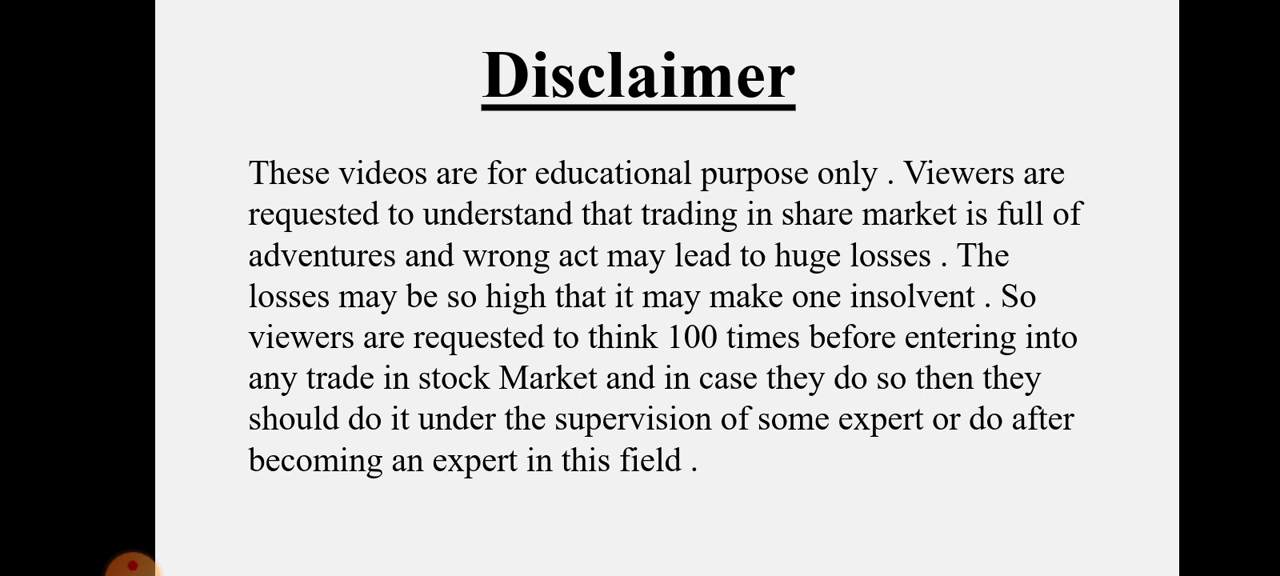 Disclaimer
These videos are for educational purpose only . Viewers are
requested to understand that trading in share market is full of
adventures and wrong act may lead to huge losses . The
losses may be so high that it may make one insolvent . So
viewers are requested to think 100 times before entering into
any trade in stock Market and in case they do so then they
should do it under the supervision of some expert or do after
becoming an expert in this field .